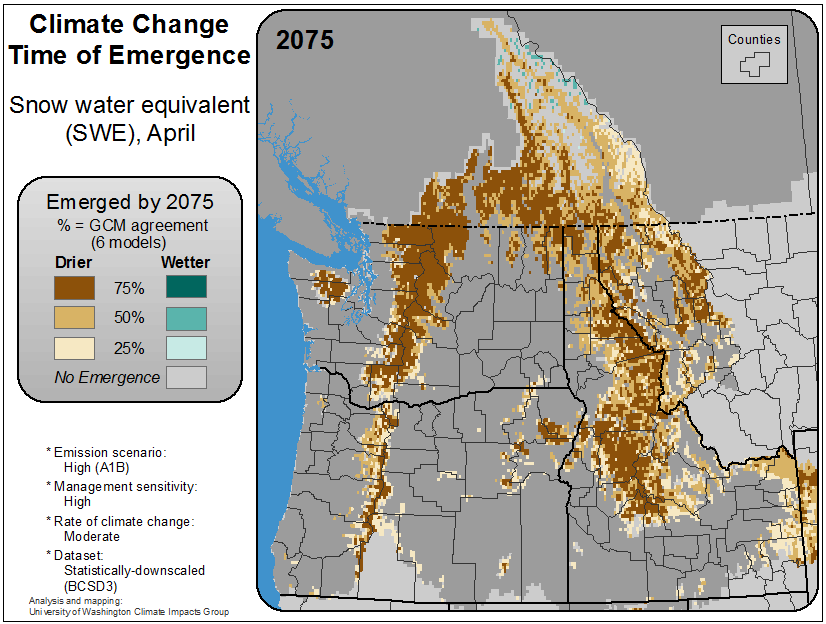 Climate Change
Time of Emergence
Snow water equivalent
(SWE), April
Emerged by 2075
% = GCM agreement
(6 models)
Drier Wetter
75%
50%
25%
No Emergence
* Emission scenario:
High (A1B)
* Management sensitivity:
High
* Rate of climate change:
Moderate
* Dataset:
Statistically-downscaled
(BCSD3)
Analysis and mapping:
University of Washington Climate Impacts Group
2075
Counties